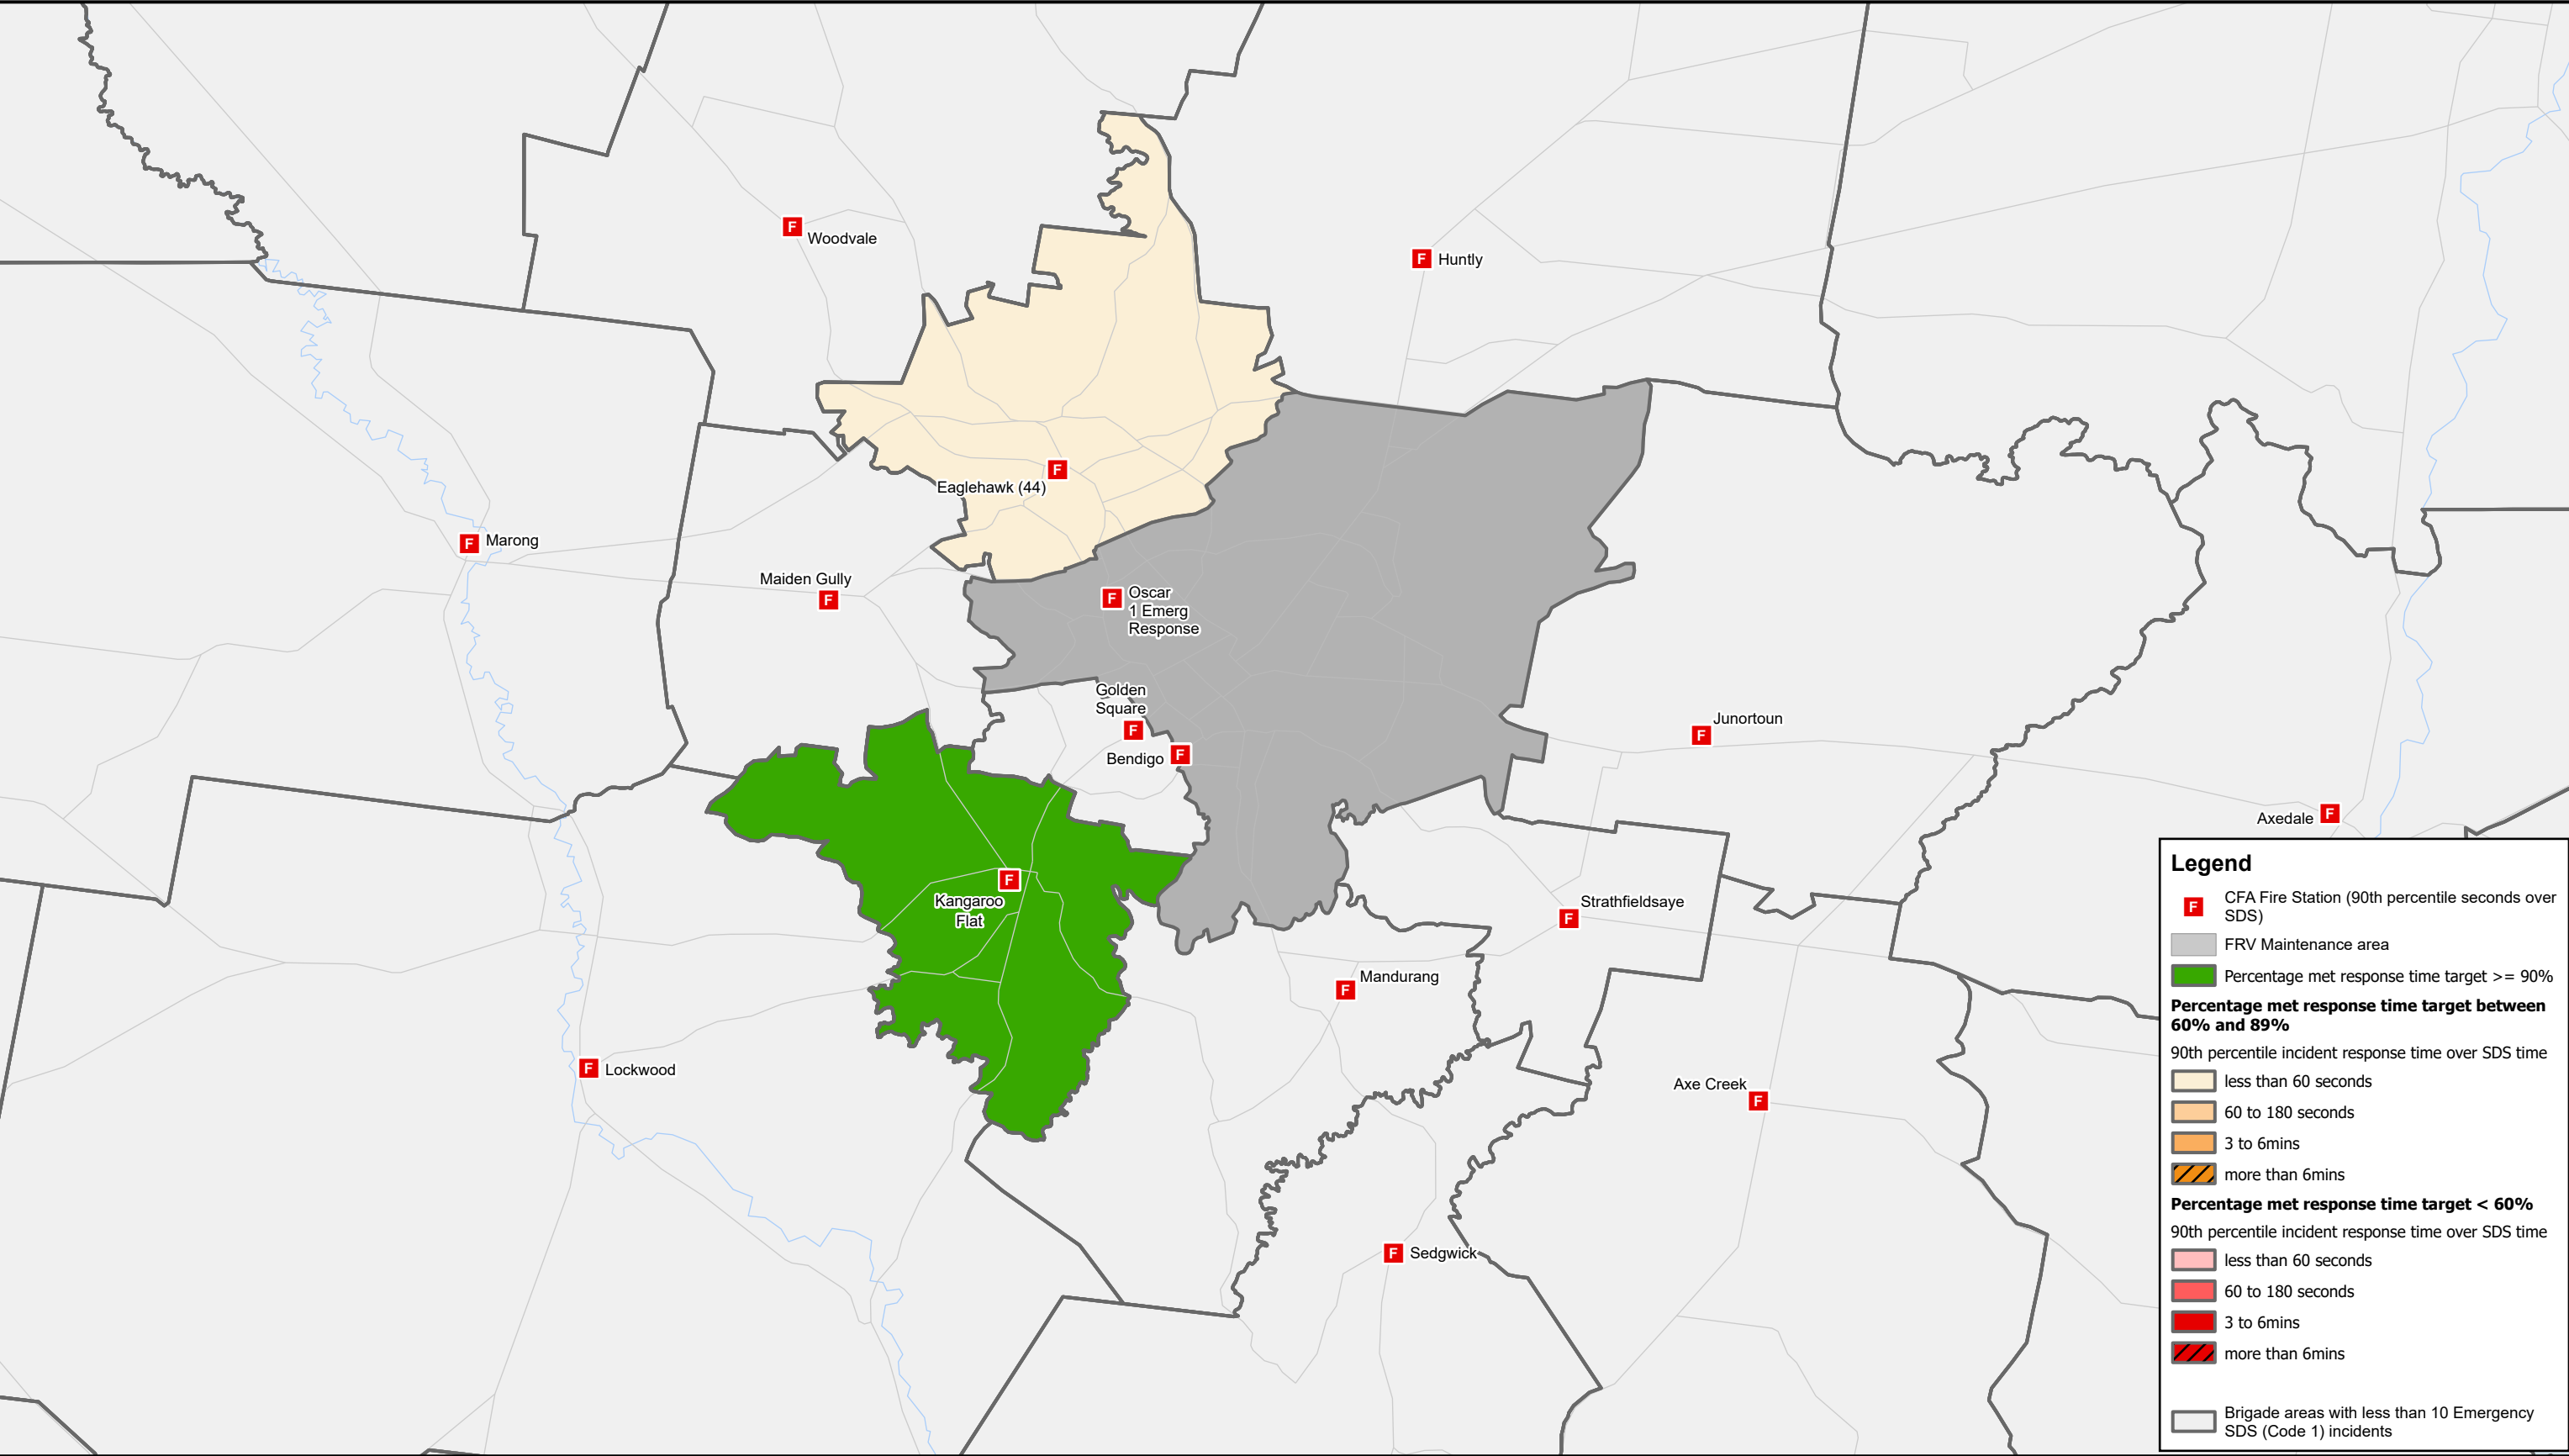 F
Woodvale
F
Huntly
F
Eaglehawk (44)
F
Marong
Maiden Gully
F
F
Oscar
1 Emerg
Response
Golden
Square
F
Bendigo
F
Junortoun
F
Axedale
F
F
Kangaroo
Flat
Strathfieldsaye
F
Mandurang
F
F
Lockwood
Axe Creek
F
F
Sedgwick
Legend
F
CFA Fire Station (90th percentile seconds over
SDS)
FRV Maintenance area
Percentage met response time target >= 90%
Percentage met response time target between
60% and 89%
90th percentile incident response time over SDS time
less than 60 seconds
60 to 180 seconds
3 to 6mins
more than 6mins
Percentage met response time target < 60%
90th percentile incident response time over SDS time
less than 60 seconds
60 to 180 seconds
3 to 6mins
more than 6mins
Brigade areas with less than 10 Emergency
SDS (Code 1) incidents